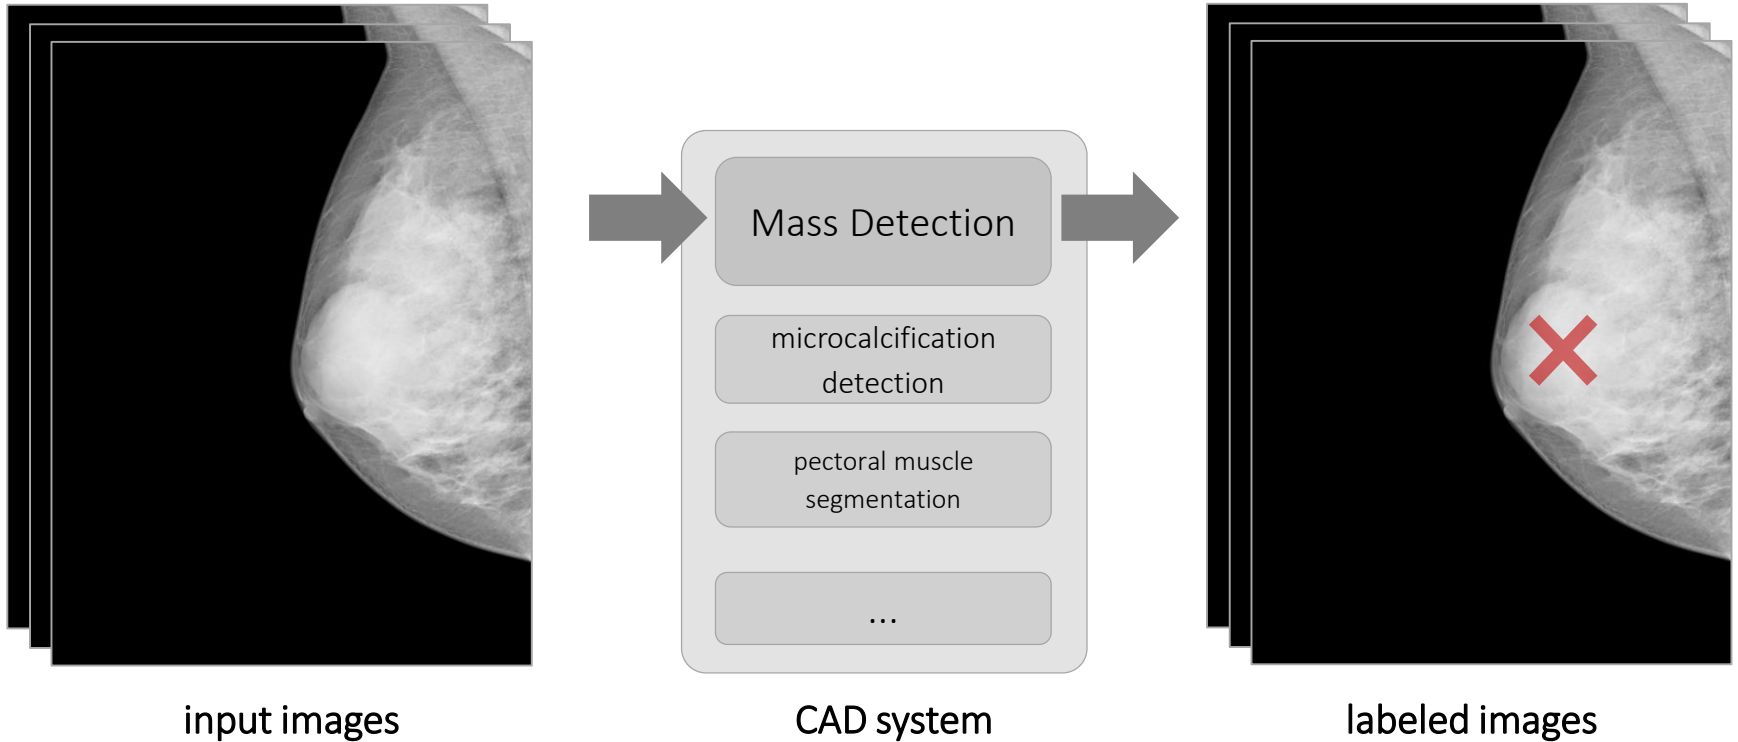 Mass Detection
microcalcification
detection
pectoral muscle
segmentation
...
input images
CAD system
labeled images